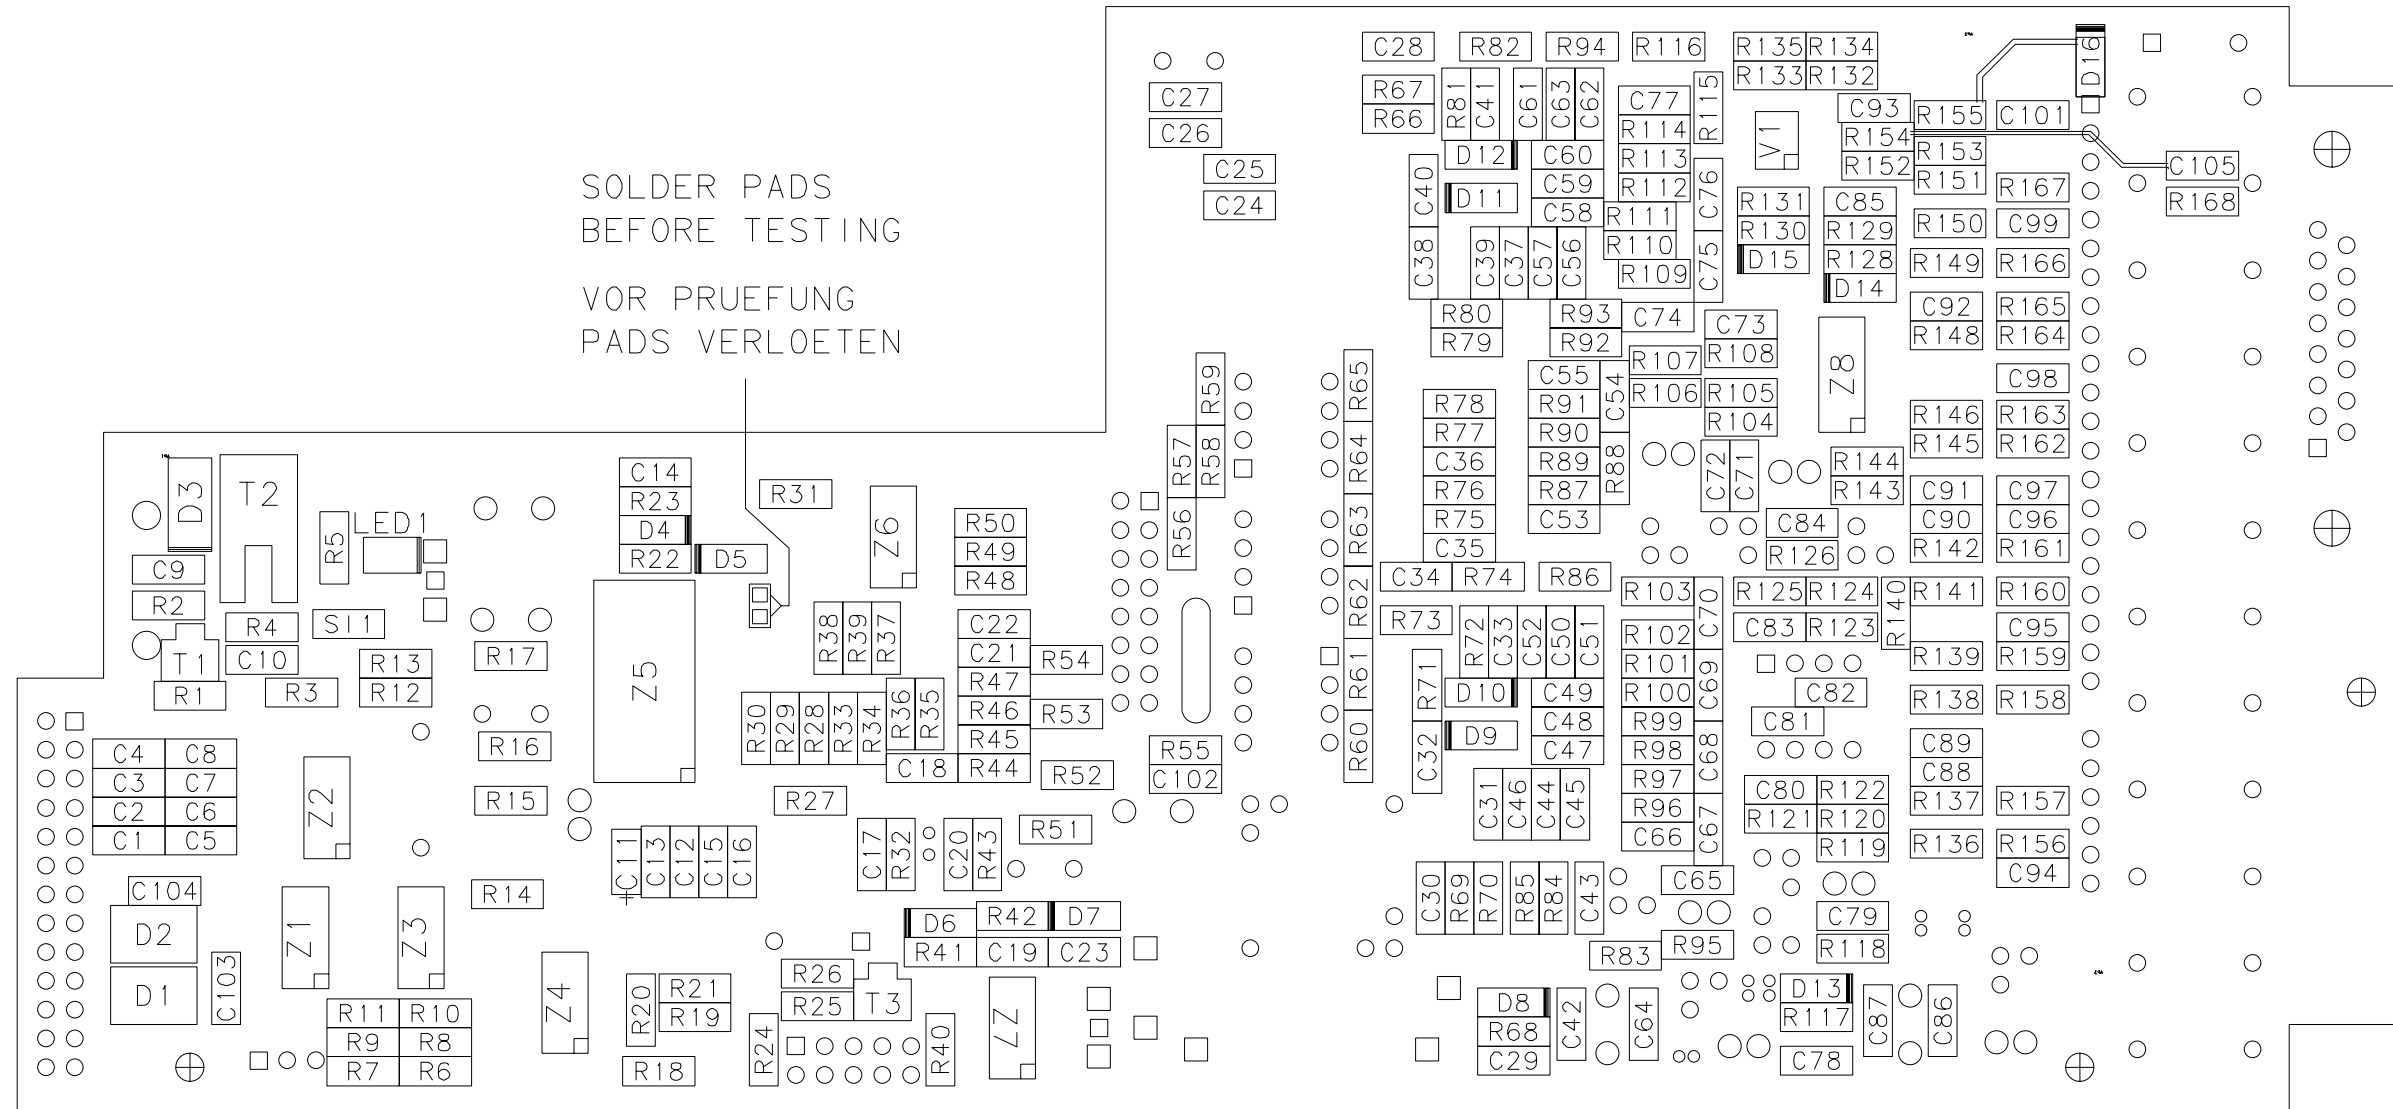 C28 R82 R94 R116 R135 R134 D16
R133 R132
C27 R67 R81 C41 C61 C63 C62 C77 R115 C93 R155 C101
C26 R66 R114 V1 R154
D12 C60 R113 R153
C25 R152 C105
SOLDER PADS C40 C59 R112 C76 R151 R167
C24 D11 C58 R111 R131 C85 R168
BEFORE TESTING R110 R130 R129 R150 C99
C38 C39 C37 C57 C56 R109 C75 D15 R128 R149 R166
D14
VOR PRUEFUNG R80 R93 C74 C92 R165
PADS VERLOETEN R79 R92 C73 R148 R164
R107 R108
R59 R65 C55 C54 Z8 C98
R78 R91 R106 R105
R104 R146 R163
R77 R90 R145 R162
R57 R58 R64 C36 R89 R88 R144
C14 C72 C71
D3 T2 R23 R31 R76 R87 R143 C91 C97
LED1 D4 R50 R56 R63 R75 C53 C84 C90 C96
R5 R22 D5 Z6 R49 C35 R126 R142 R161
C9 R48 C34 R74 R86
R2 R62 R103 C70 R125 R124 R140 R141 R160
R4 SI1 R38 R39 R37 C22 R73 R72 C33 C52 C50 C51 R102 C83 R123 C95
T1 C10 R13 R17 C21 R54 R101 R139 R159
R1 R3 R12 Z5 R47 R61 R71 D10 C49 R100 C69 C82 R138 R158
R30 R29 R28 R33 R34 R36 R35 R46 R53 C48 R99 C81
C4 C8 R16 R45 R55 R60 C32 D9 C47 R98 C68 C89
C3 C7 C18 R44 R52 C102 R97 C88
C2 C6 Z2 R15 R27 C31 C46 C44 C45 R96 C67 C80 R122 R137 R157
C1 C5 R51 C66 R121 R120 R136 R156
C11 + C13 C12 C15 C16 C17 R32 C20 R43 R119
C104 R14 C30 R69 R70 R85 R84 C43 C65 C94
D2 Z1 Z3 D6 R42 D7 C79
R41 C19 C23 R83 R95 R118
D1 C103 Z4 R26 D13
R20 R21 R25 T3 Z7 D8 C42 C64 C87 C86
R11 R10 R19 R117
R9 R8 R24 R40 R68
R7 R6 R18 C29 C78